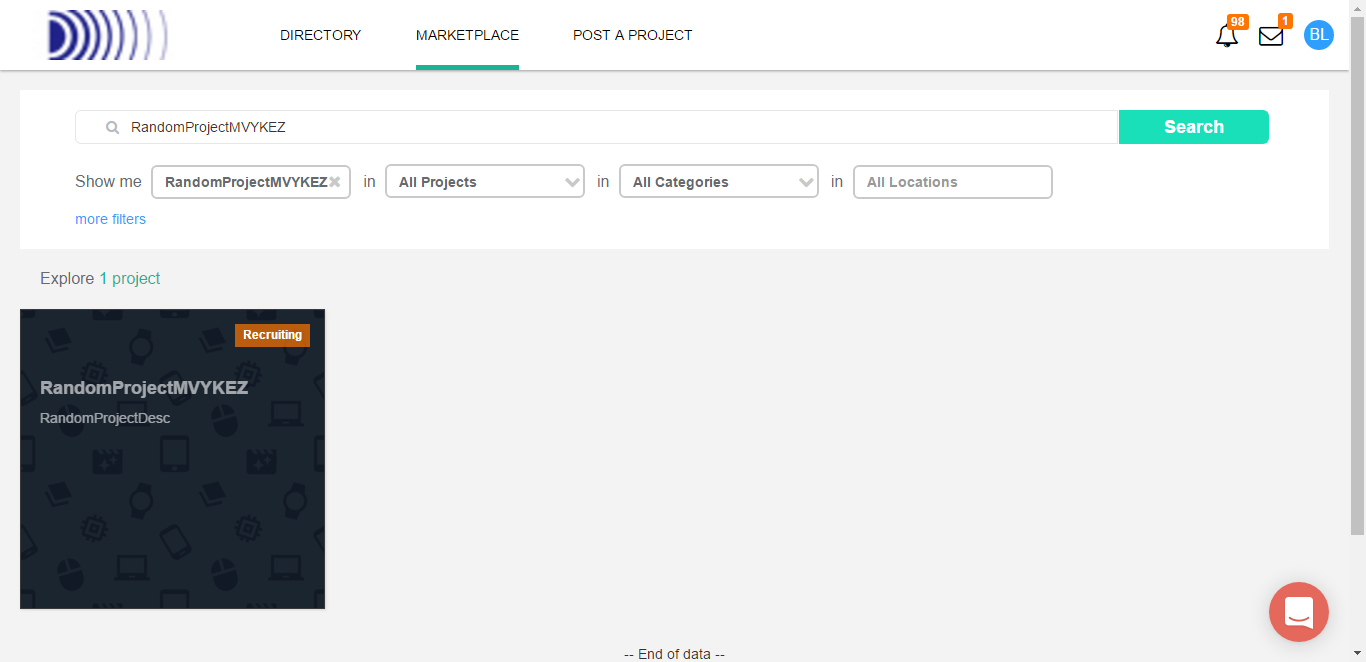 DIRECTORY MARKETPLACE POST A PROJECT 98 1 BL
RandomProjectMVYKEZ Search
Show me RandomProjectMVYKEZ in All Projects in All Categories in All Locations
more filters
Explore 1 project
Recruiting
RandomProjectMVYKEZ
RandomProjectDesc
-- End of data --